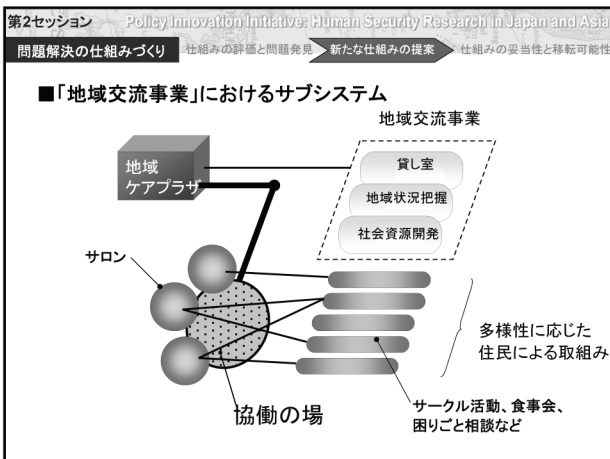 第2セッション
Policy Innovation Initiative: Human Security Research in Japan and Asia
問題解決の仕組みづくり
仕組みの評価と問題発見
新たな仕組みの提案
仕組みの妥当性と移転可能性
■「地域交流事業」におけるサブシステム
地域交流事業
地域
ケアプラザ
貸し室
地域状況把握
社会資源開発
サロン
多様性に応じた
住民による取組み
協働の場
サークル活動、食事会、
困りごと相談など